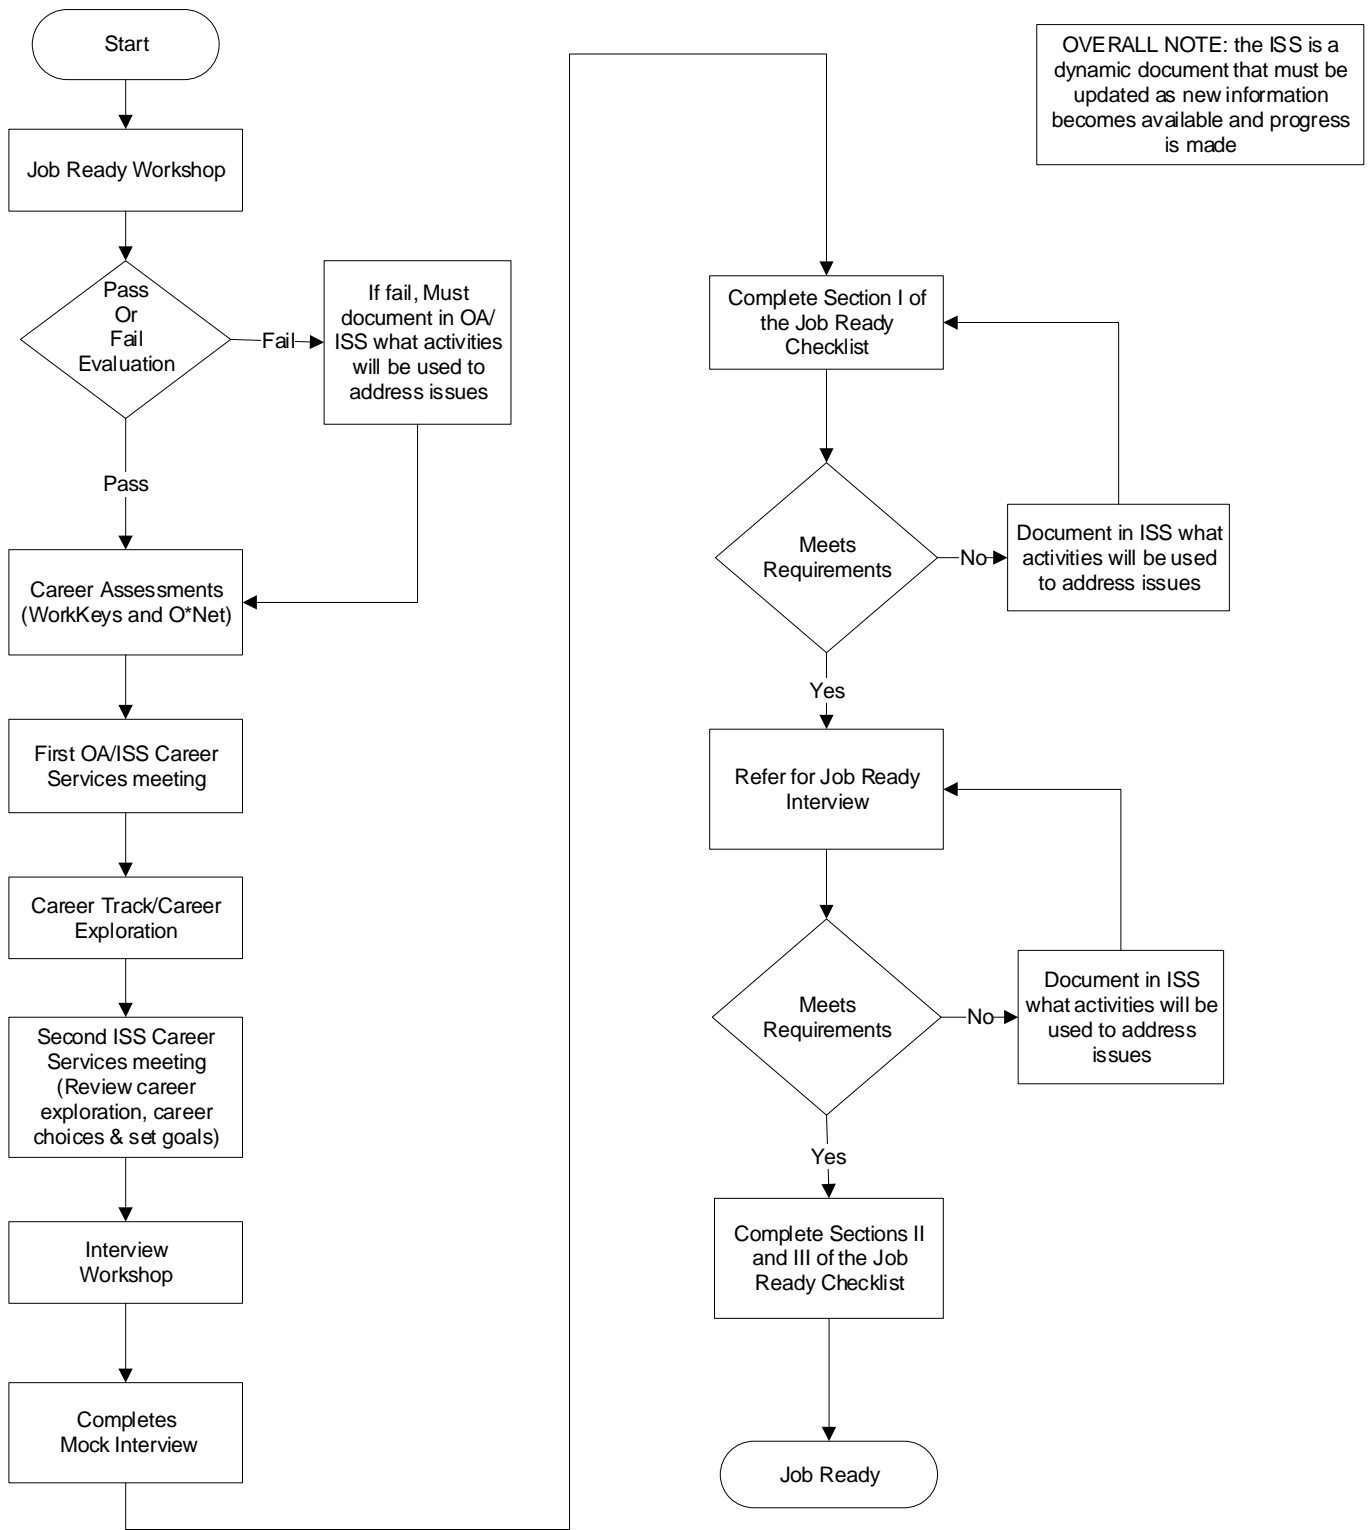 Start
Job Ready Workshop
Pass
Or
Fail
Evaluation
Fail
If fail, Must
document in OA/
ISS what activities
will be used to
address issues
Pass
Career Assessments
(WorkKeys and O*Net)
First OA/ISS Career
Services meeting
Career Track/Career
Exploration
Second ISS Career
Services meeting
(Review career
exploration, career
choices & set goals)
Interview
Workshop
Completes
Mock Interview
OVERALL NOTE: the ISS is a
dynamic document that must be
updated as new information
becomes available and progress
is made
Complete Section I of
the Job Ready
Checklist
Meets
Requirements
No
Document in ISS what
activities will be used
to address issues
Yes
Refer for Job Ready
Interview
Meets
Requirements
No
Document in ISS
what activities will be
used to address
issues
Yes
Complete Sections II
and III of the Job
Ready Checklist
Job Ready